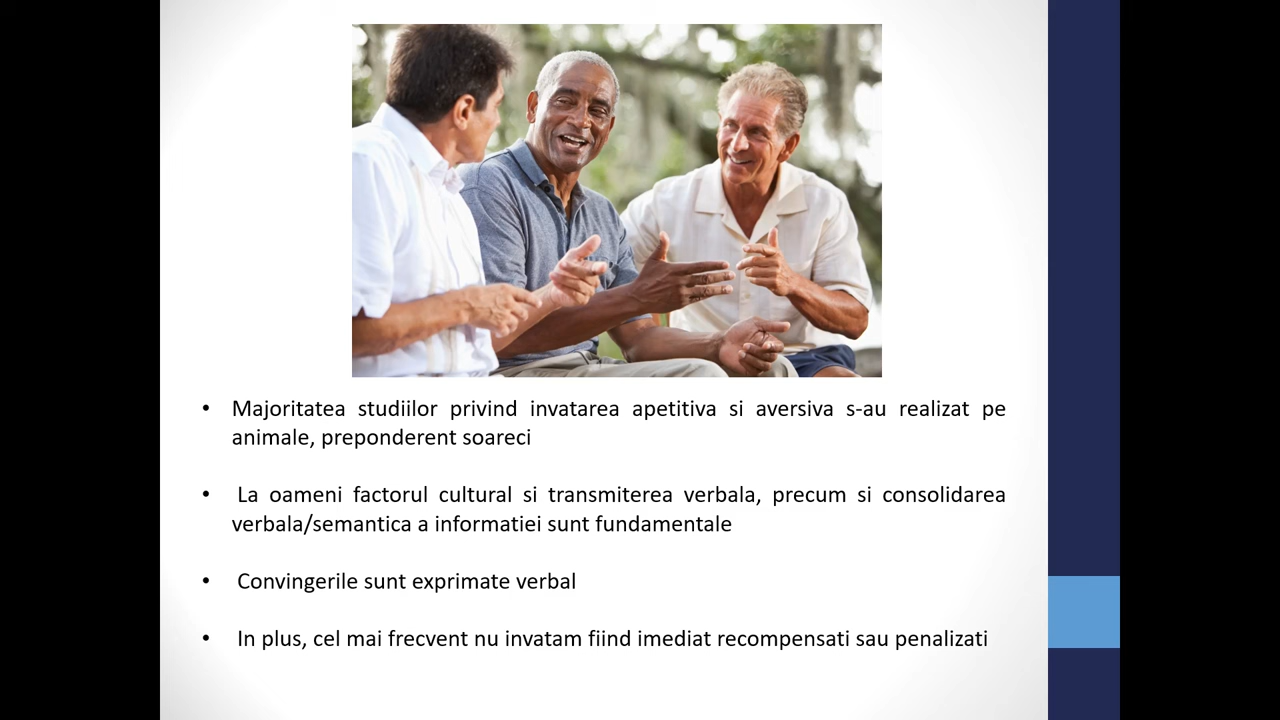 • Majoritatea studiilor privind invatarea apetitiva si aversiva s-au realizat pe
animale, preponderent soareci
• La oameni factorul cultural si transmiterea verbala, precum si consolidarea
verbala/semantica a informatiei sunt fundamentale
• Convingerile sunt exprimate verbal
• In plus, cel mai frecvent nu invatam fiind imediat recompensati sau penalizati